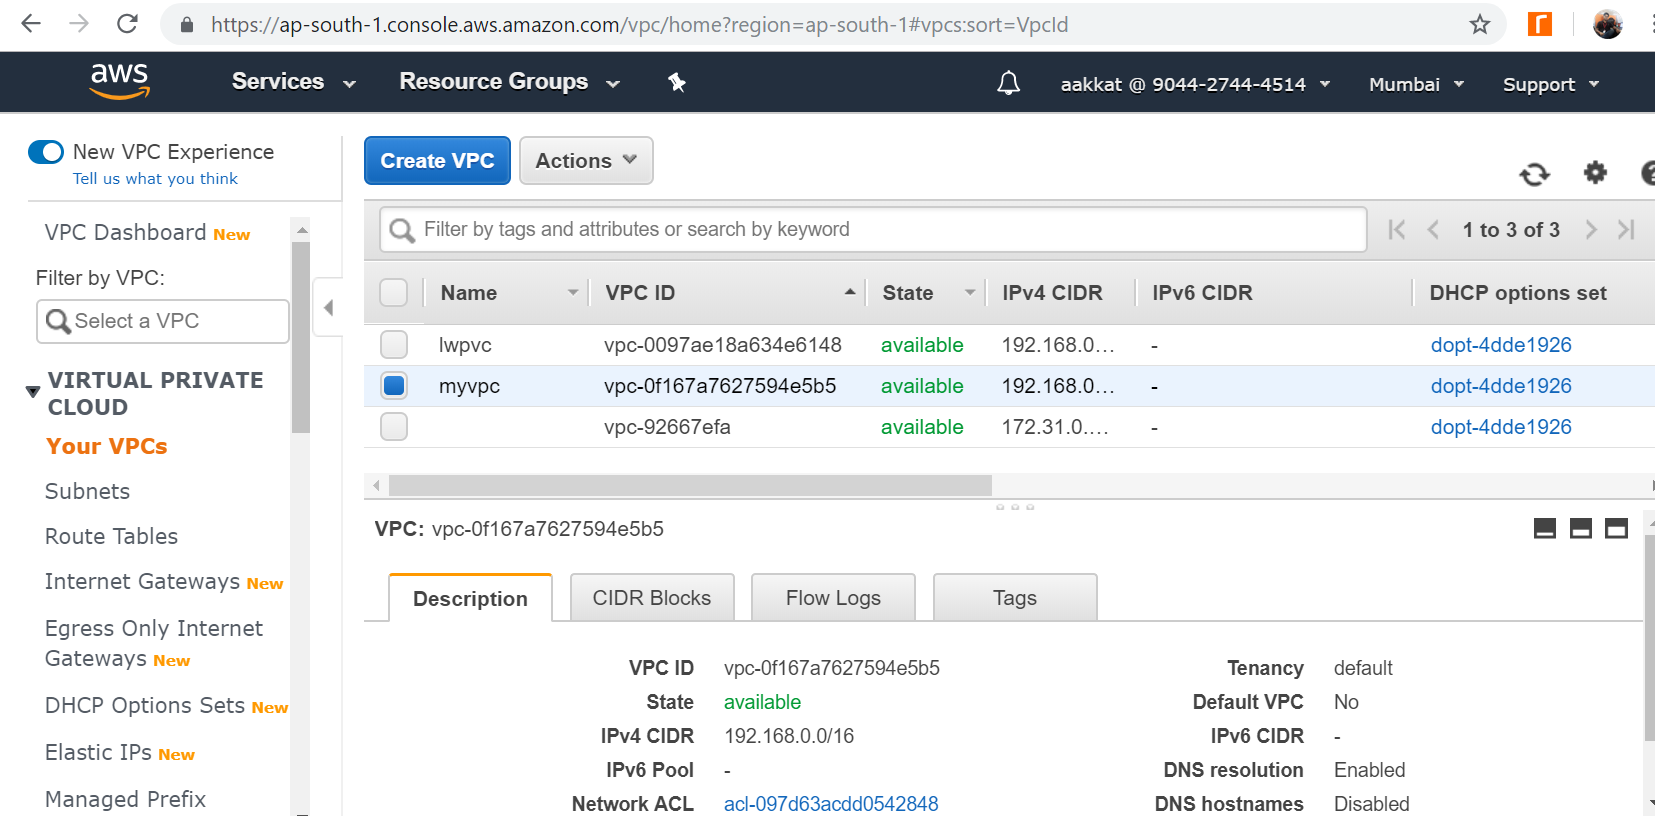 https://ap-south-1.console.aws.amazon.com/vpc/home?region=ap-south-1#vpcs:sort=VpcId
aws Services Resource Groups aakkat @ 9044-2744-4514 Mumbai Support
New VPC Experience
Tell us what you think
Create VPC Actions
VPC Dashboard New
Filter by VPC:
Select a VPC
VIRTUAL PRIVATE
CLOUD
Your VPCs
Subnets
Route Tables
Internet Gateways New
Egress Only Internet
Gateways New
DHCP Options Sets New
Elastic IPs New
Managed Prefix
Filter by tags and attributes or search by keyword 1 to 3 of 3
Name VPC ID State IPv4 CIDR IPv6 CIDR DHCP options set
lwpvc vpc-0097ae18a634e6148 available 192.168.0... - dopt-4dde1926
myvpc vpc-0f167a7627594e5b5 available 192.168.0... - dopt-4dde1926
vpc-92667efa available 172.31.0.... - dopt-4dde1926
VPC: vpc-0f167a7627594e5b5
Description CIDR Blocks Flow Logs Tags
VPC ID vpc-0f167a7627594e5b5 Tenancy default
State available Default VPC No
IPv4 CIDR 192.168.0.0/16 IPv6 CIDR -
IPv6 Pool - DNS resolution Enabled
Network ACL acl-097d63acdd0542848 DNS hostnames Disabled